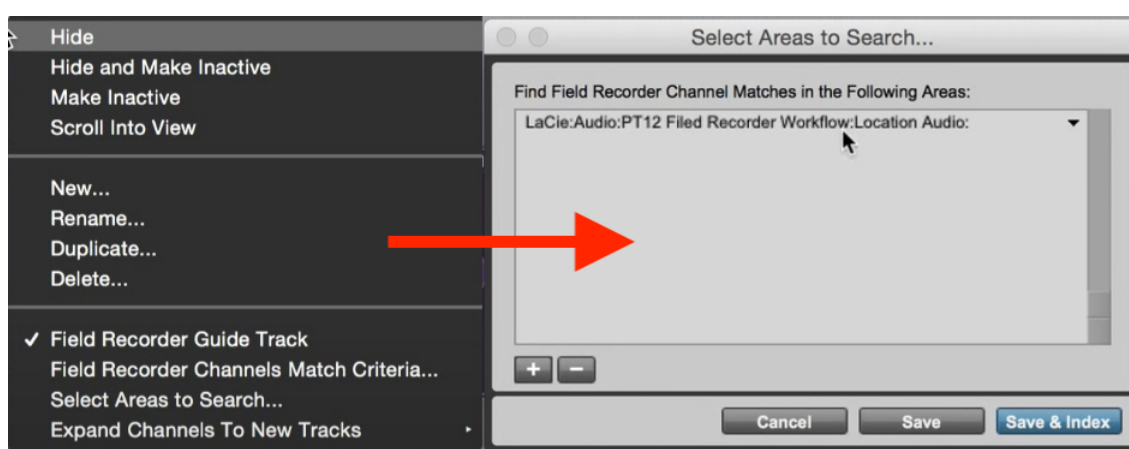 Hide
Hide and Make Inactive
Make Inactive
Scroll Into View
New...
Rename...
Duplicate...
Delete...
✓ Field Recorder Guide Track
Field Recorder Channels Match Criteria...
Select Areas to Search...
Expand Channels To New Tracks
Select Areas to Search...
Find Field Recorder Channel Matches in the Following Areas:
LaCie:Audio:PT12 Filed Recorder Workflow:Location Audio:
+ −
Cancel Save Save & Index